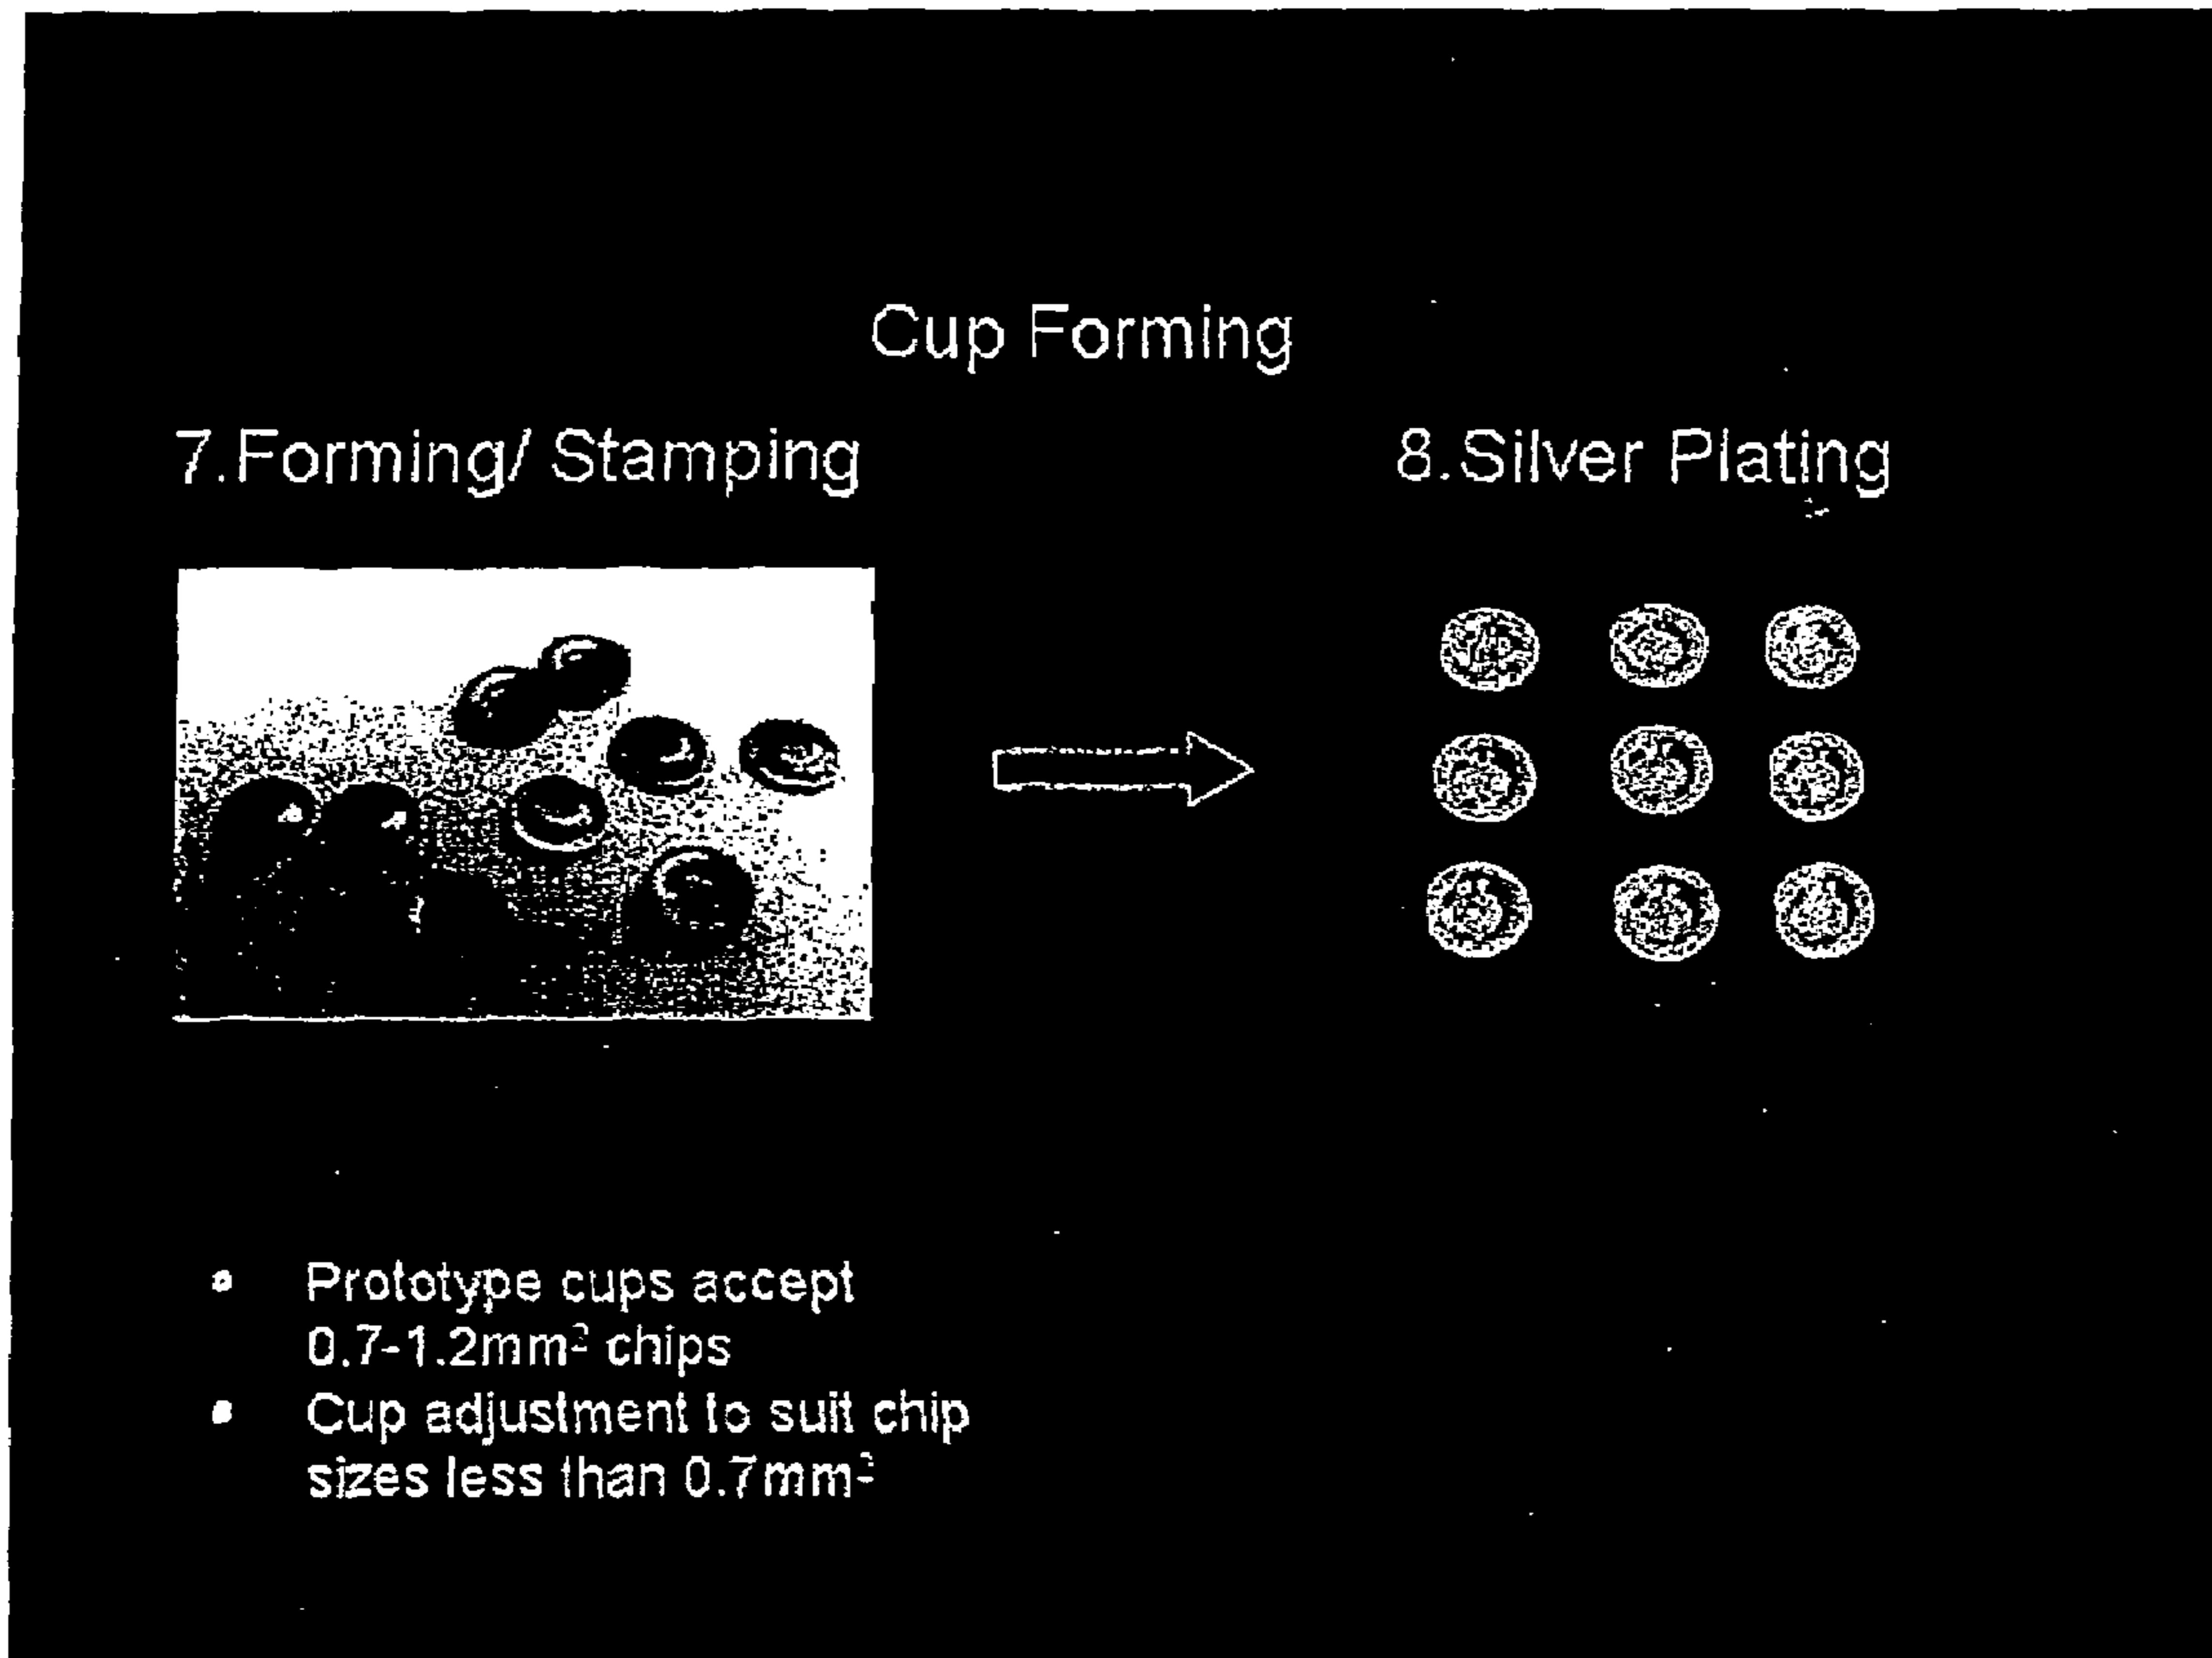 Cup Forming
7.Forming/ Stamping
8.Silver Plating
• Prototype cups accept
0.7-1.2mm² chips
• Cup adjustment to suit chip
sizes less than 0.7mm²